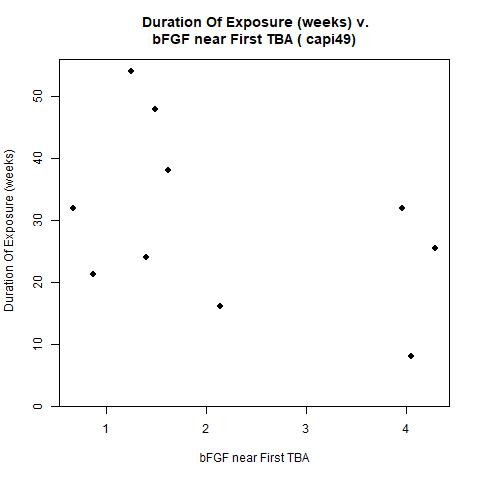 Duration Of Exposure (weeks) v.
bFGF near First TBA ( capi49)
Duration Of Exposure (weeks)
50
40
30
20
10
0
1 2 3 4
bFGF near First TBA